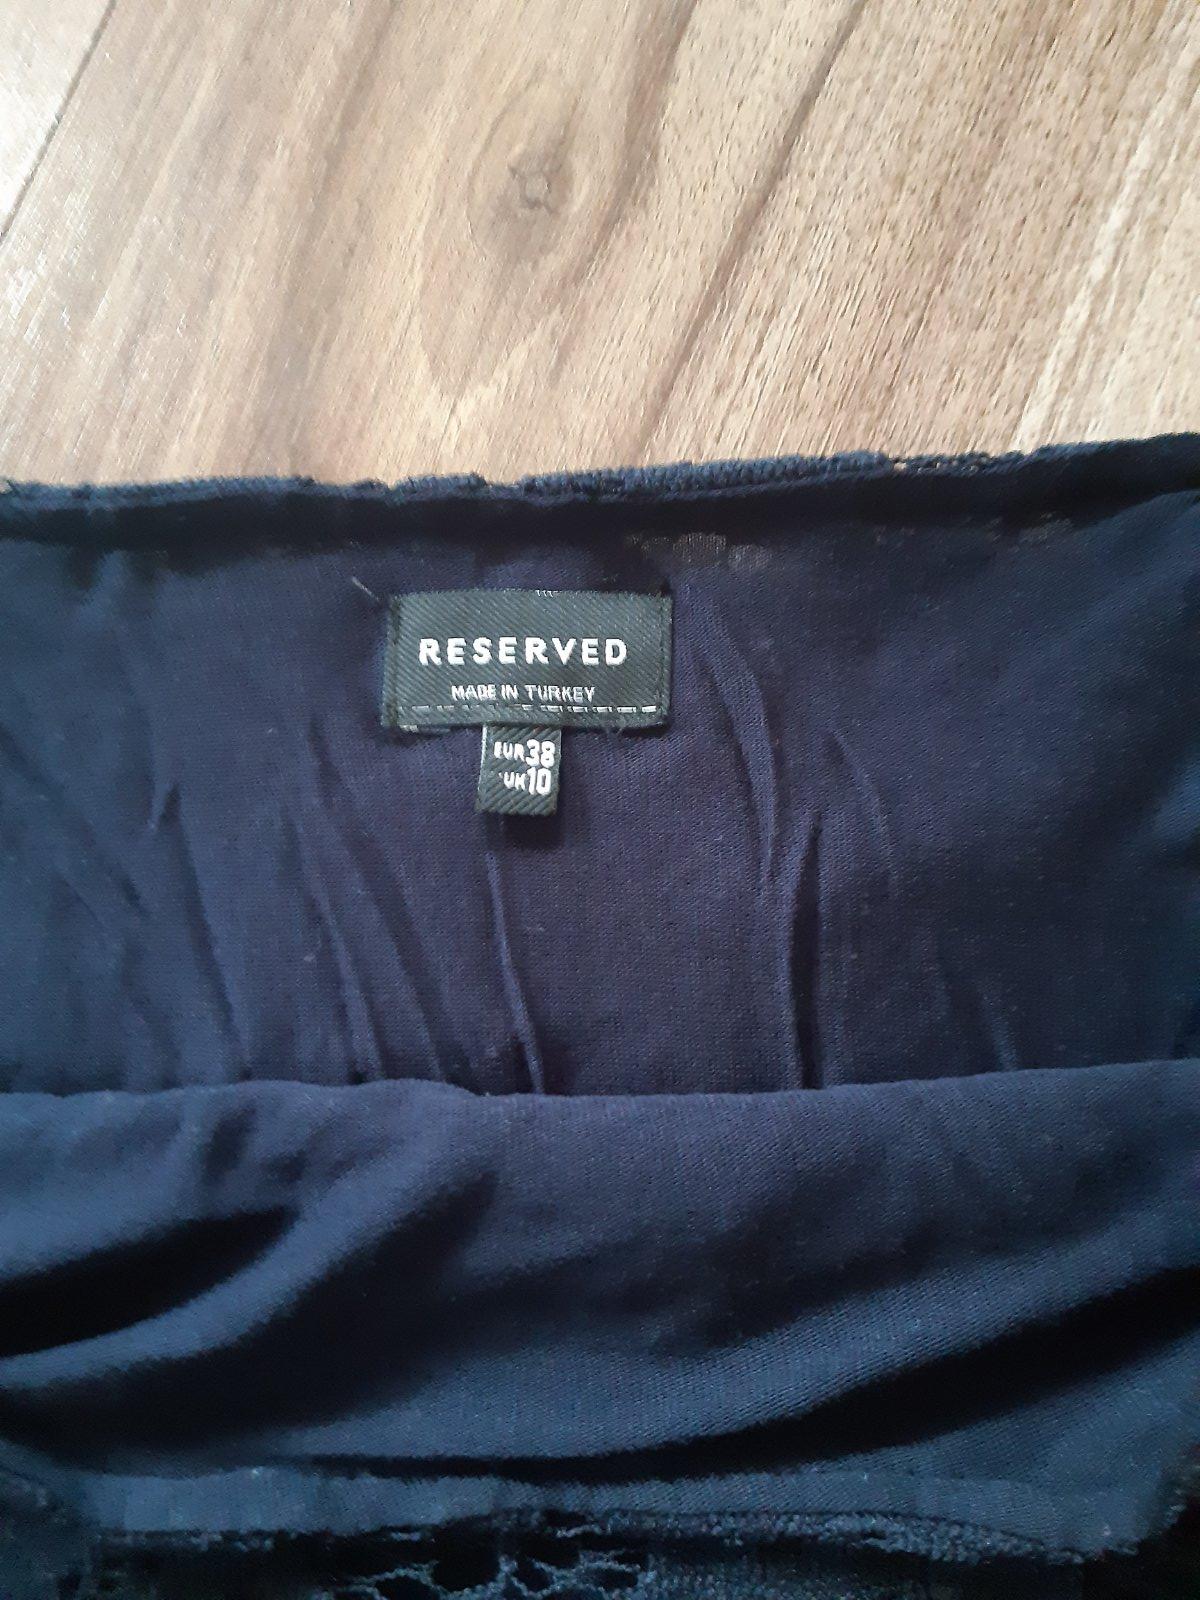 RESERVED
MADE IN TURKEY
EUR 38
UK 10